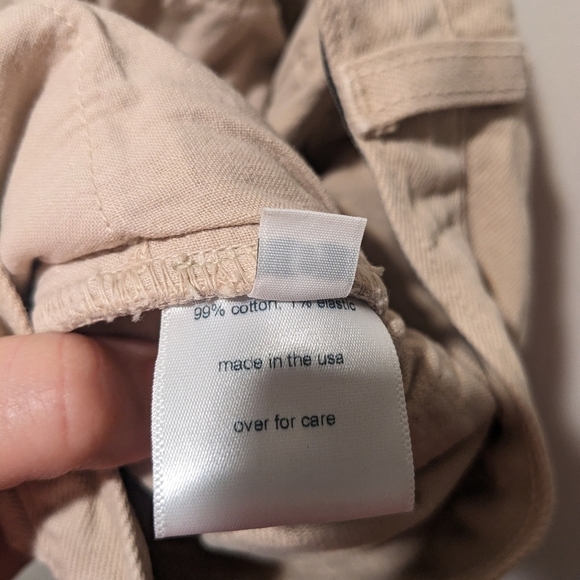 99% cotton, 1% elastic
made in the usa
over for care